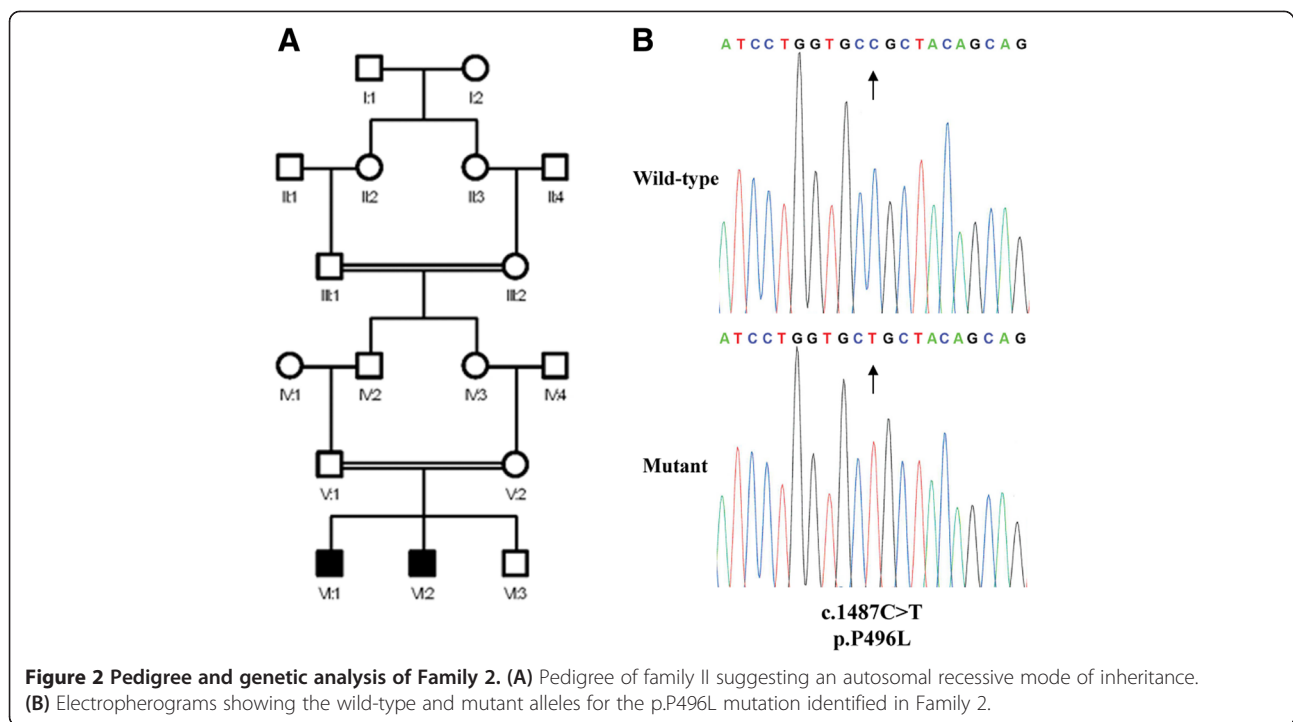 A
I:1 I:2
II:1 II:2 II:3 II:4
III:1 III:2
IV:1 IV:2 IV:3 IV:4
V:1 V:2
VI:1 VI:2 VI:3
B
A T C C T G G T G C C G C T A C A G C A G
Wild-type
A T C C T G G T G C T G C T A C A G C A G
Mutant
c.1487C>T
p.P496L
Figure 2 Pedigree and genetic analysis of Family 2. (A) Pedigree of family II suggesting an autosomal recessive mode of inheritance.
(B) Electropherograms showing the wild-type and mutant alleles for the p.P496L mutation identified in Family 2.